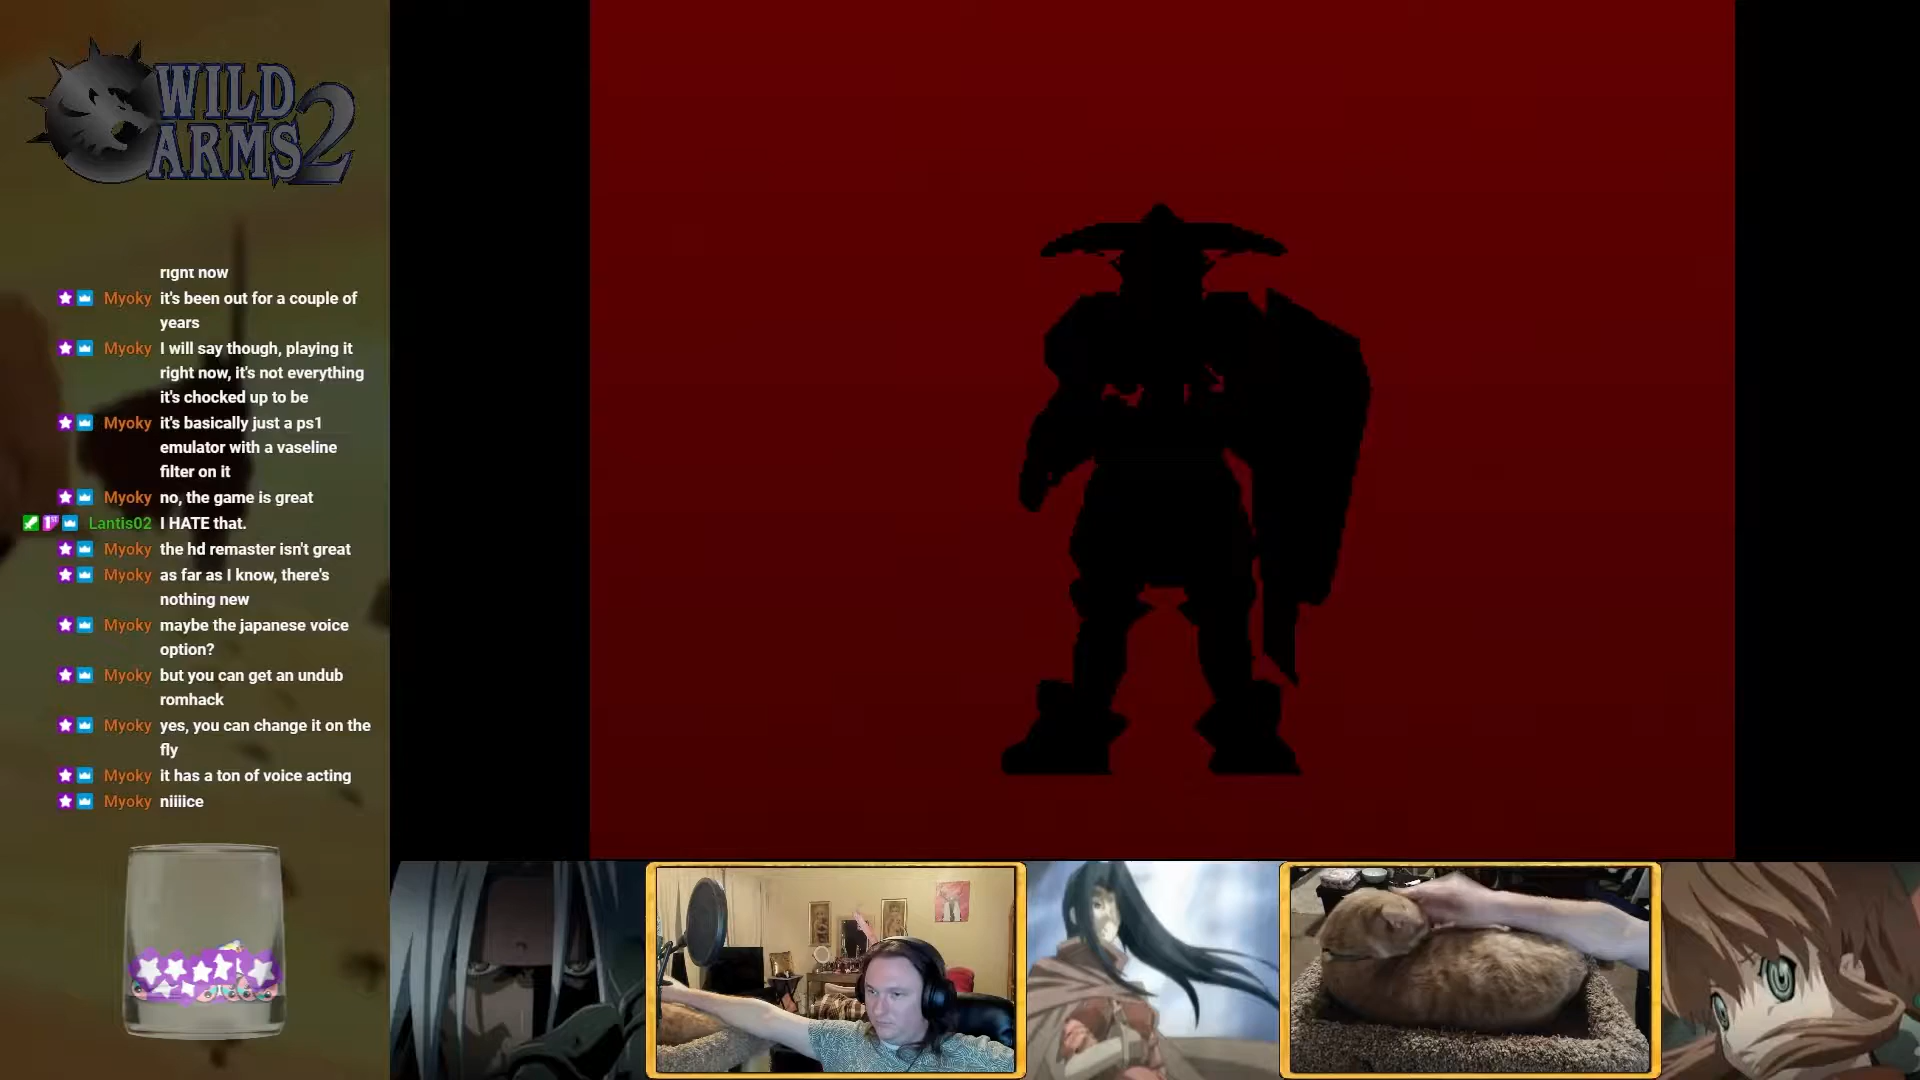 WILD
ARMS 2
right now
Myoky it's been out for a couple of
years
Myoky I will say though, playing it
right now, it's not everything
it's chocked up to be
Myoky it's basically just a ps1
emulator with a vaseline
filter on it
Myoky no, the game is great
1st Lantis02 I HATE that.
Myoky the hd remaster isn't great
Myoky as far as I know, there's
nothing new
Myoky maybe the japanese voice
option?
Myoky but you can get an undub
romhack
Myoky yes, you can change it on the
fly
Myoky it has a ton of voice acting
Myoky niiiice